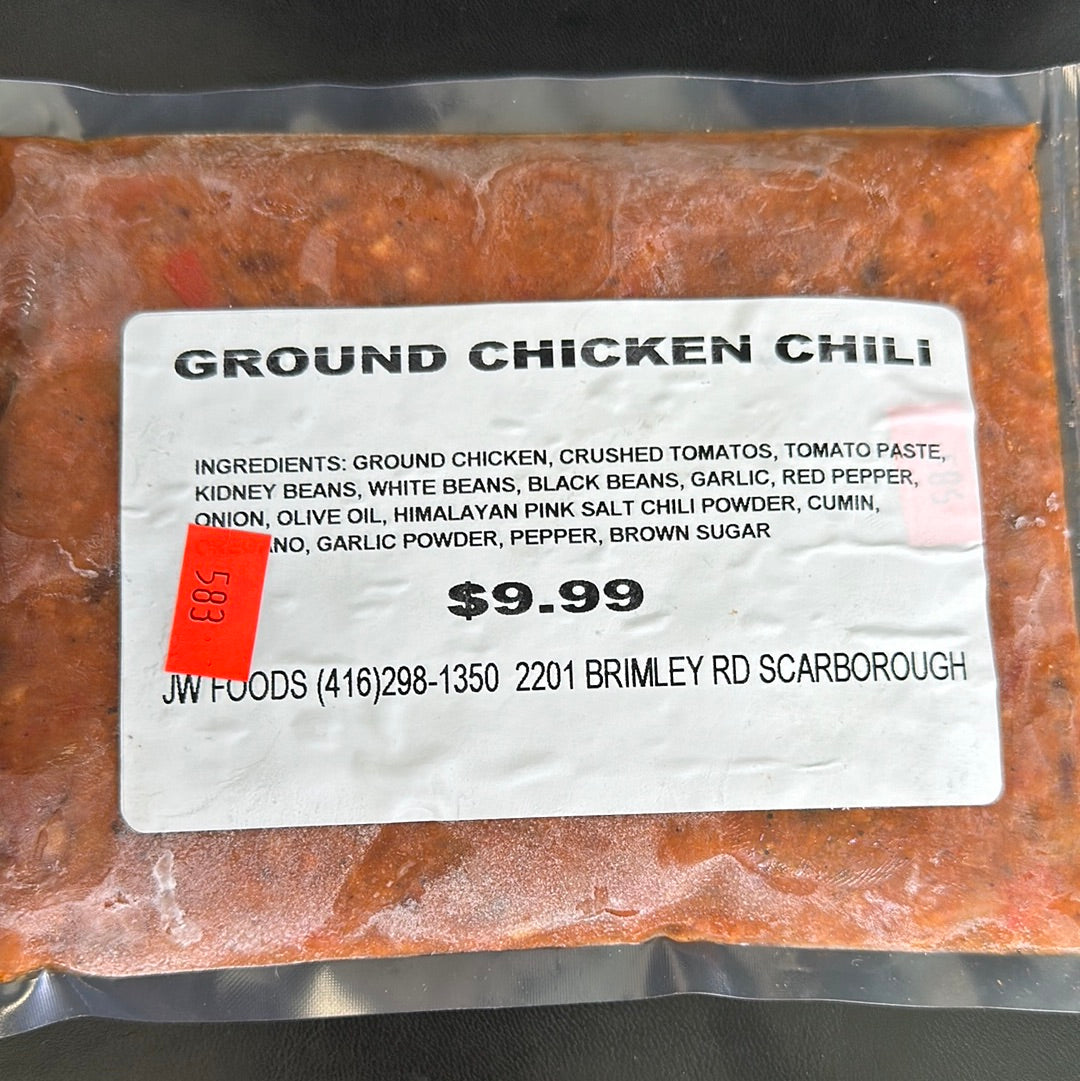 GROUND CHICKEN CHILI
INGREDIENTS: GROUND CHICKEN, CRUSHED TOMATOS, TOMATO PASTE,
KIDNEY BEANS, WHITE BEANS, BLACK BEANS, GARLIC, RED PEPPER,
ONION, OLIVE OIL, HIMALAYAN PINK SALT CHILI POWDER, CUMIN,
OREGANO, GARLIC POWDER, PEPPER, BROWN SUGAR
583
$9.99
JW FOODS (416)298-1350 2201 BRIMLEY RD SCARBOROUGH